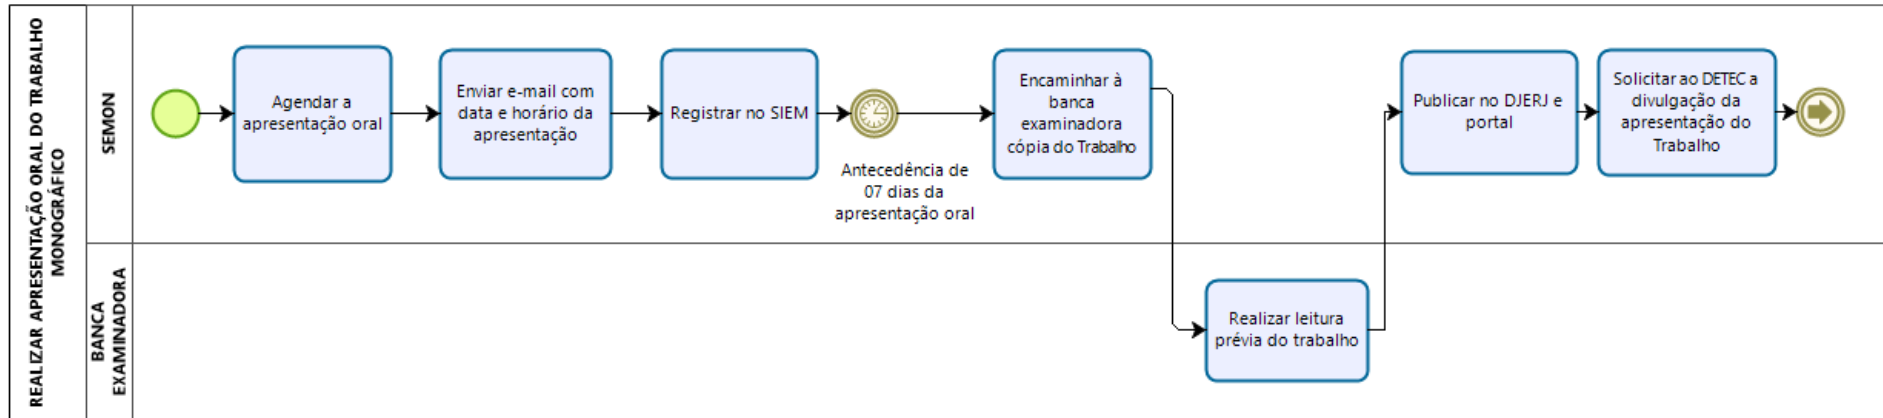 REALIZAR APRESENTAÇÃO ORAL DO TRABALHO
MONOGRÁFICO
SEMON
Agendar a
apresentação oral
Enviar e-mail com
data e horário da
apresentação
Registrar no SIEM
Antecedência de
07 dias da
apresentação oral
Encaminhar à
banca
examinadora
cópia do Trabalho
Publicar no DJERJ e
portal
Solicitar ao DETEC a
divulgação da
apresentação do
Trabalho
BANCA
EXAMINADORA
Realizar leitura
prévia do trabalho